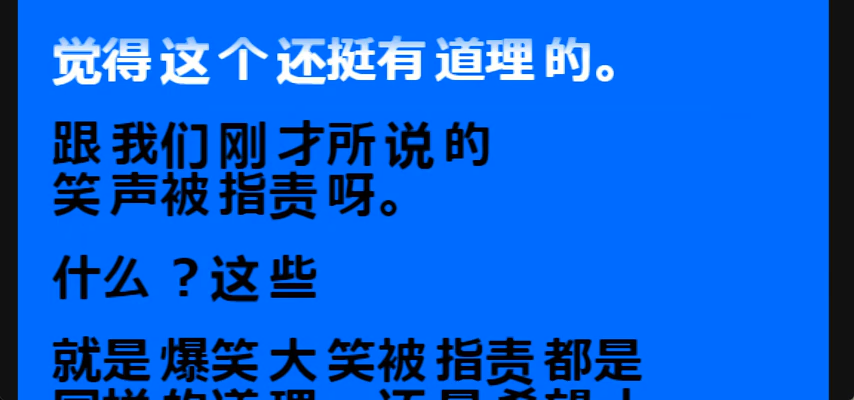 觉得这个还挺有道理的。
跟我们刚才所说的
笑声被指责呀。
什么？这些
就是爆笑大笑被指责都是